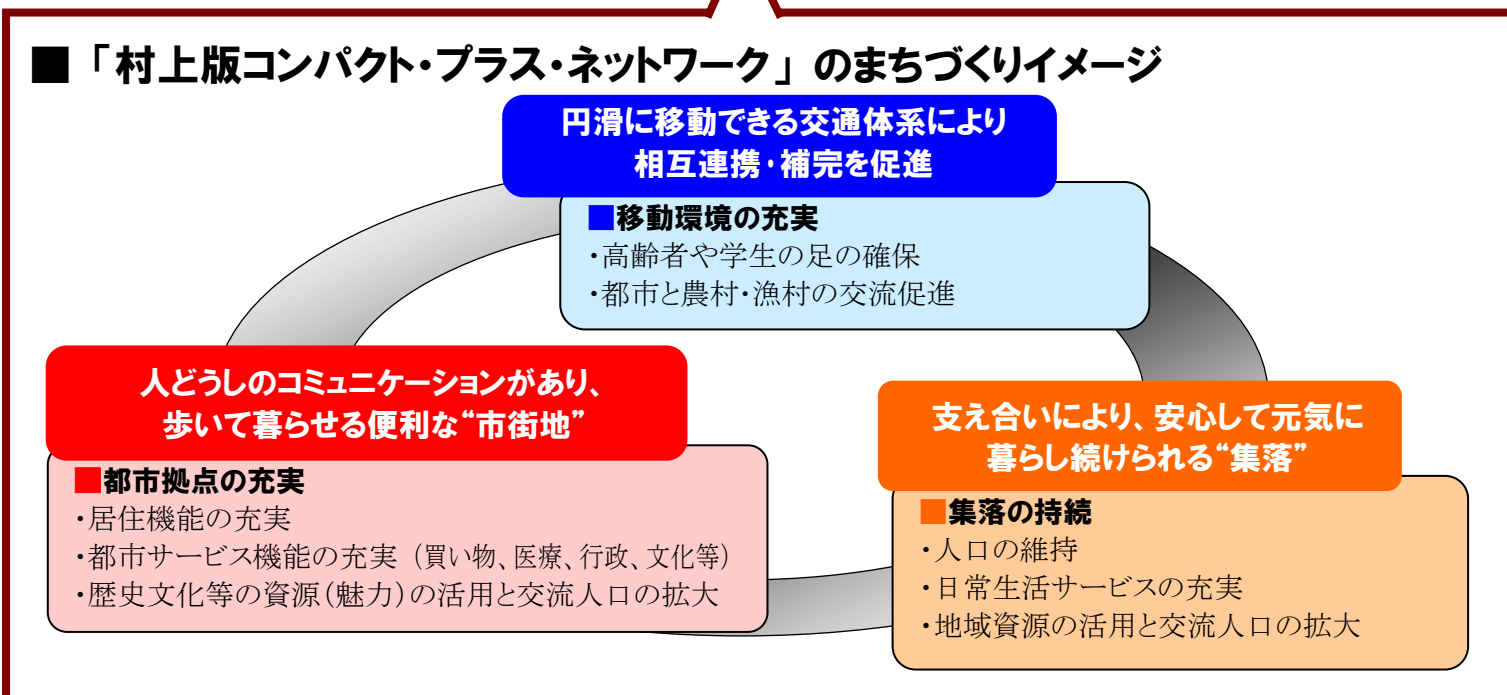 ■「村上版コンパクト・プラス・ネットワーク」のまちづくりイメージ
円滑に移動できる交通体系により
相互連携・補完を促進
■移動環境の充実
・高齢者や学生の足の確保
・都市と農村・漁村の交流促進
人どうしのコミュニケーションがあり、
歩いて暮らせる便利な“市街地”
■都市拠点の充実
・居住機能の充実
・都市サービス機能の充実（買い物、医療、行政、文化等）
・歴史文化等の資源（魅力）の活用と交流人口の拡大
支え合いにより、安心して元気に
暮らし続けられる“集落”
■集落の持続
・人口の維持
・日常生活サービスの充実
・地域資源の活用と交流人口の拡大